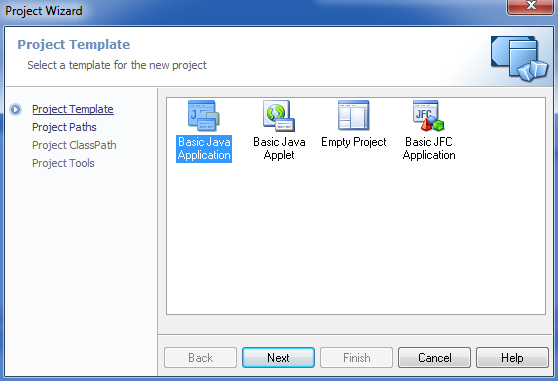 Project Wizard
Project Template
Select a template for the new project
Project Template
Project Paths
Project ClassPath
Project Tools
Basic Java
Application
Basic Java
Applet
Empty Project
JFC
Basic JFC
Application
Back
Next
Finish
Cancel
Help